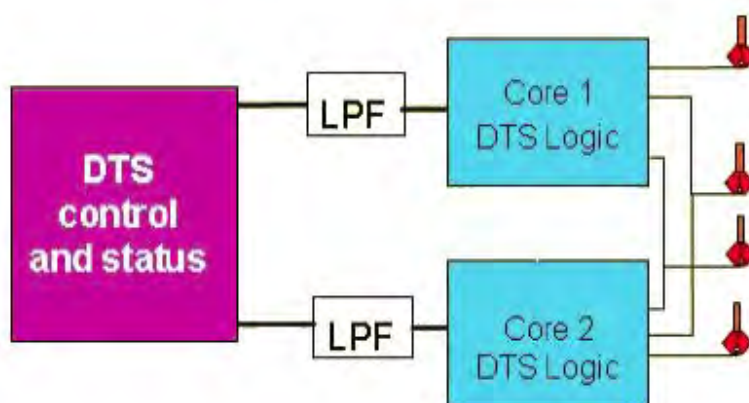 DTS
control
and status
LPF
Core 1
DTS Logic
LPF
Core 2
DTS Logic